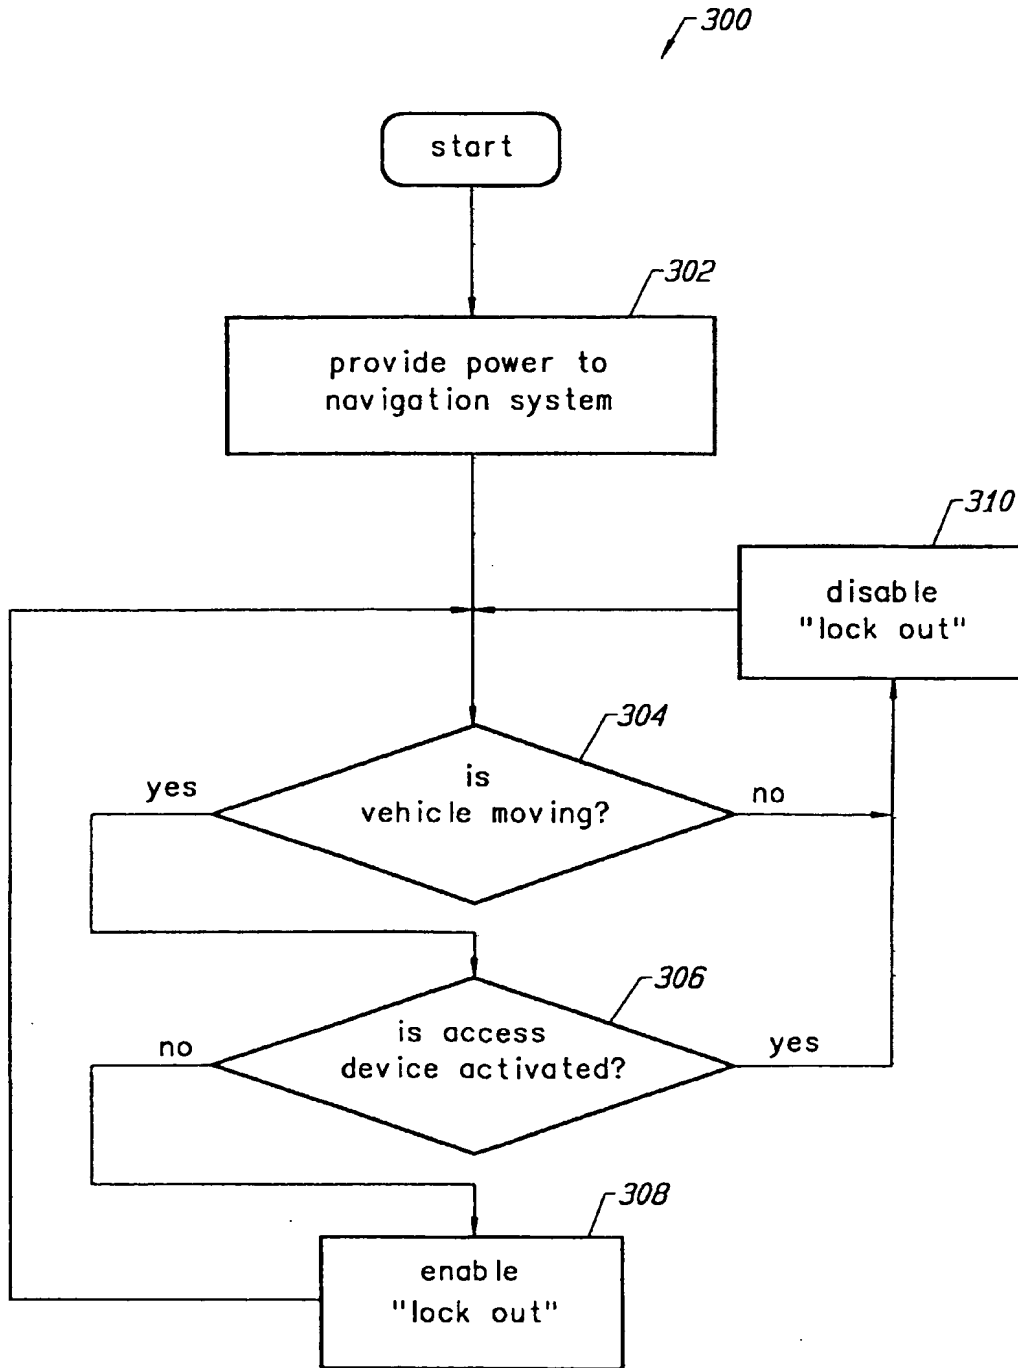 300
start
302
provide power to
navigation system
310
disable
"lock out"
304
yes
is
vehicle moving?
no
306
no
is access
device activated?
yes
308
enable
"lock out"